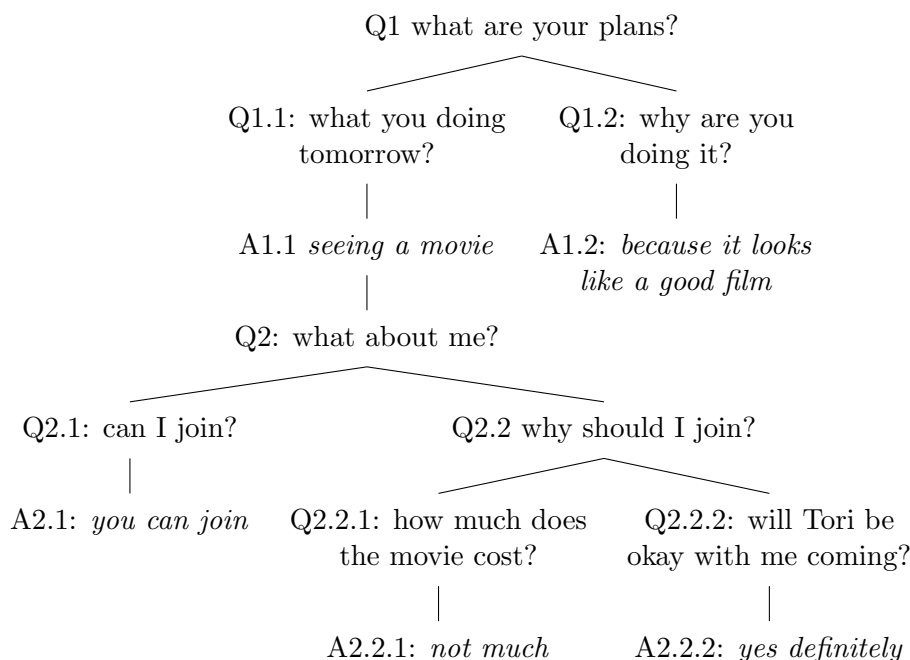 Q1 what are your plans?
Q1.1: what you doing
tomorrow?
Q1.2: why are you
doing it?
A1.1 seeing a movie
A1.2: because it looks
like a good film
Q2: what about me?
Q2.1: can I join?
Q2.2 why should I join?
A2.1: you can join
Q2.2.1: how much does
the movie cost?
Q2.2.2: will Tori be
okay with me coming?
A2.2.1: not much
A2.2.2: yes definitely